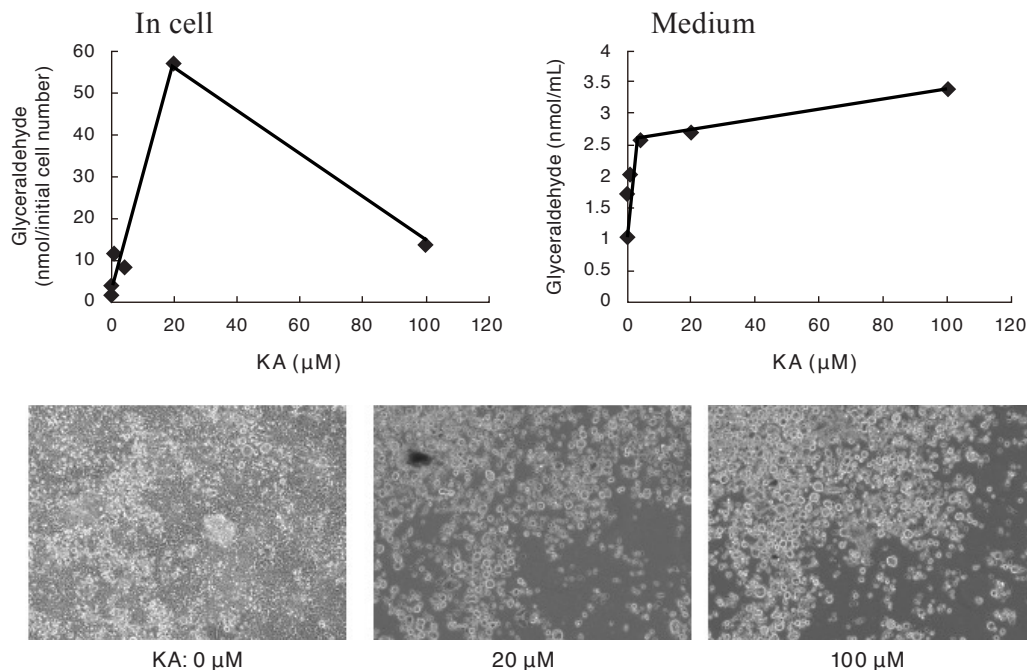 In cell
Glyceraldehyde
(nmol/initial cell number)
60
50
40
30
20
10
0
0 20 40 60 80 100 120
KA (µM)
Medium
Glyceraldehyde (nmol/mL)
4
3.5
3
2.5
2
1.5
1
0.5
0
0 20 40 60 80 100 120
KA (µM)
KA: 0 µM
20 µM
100 µM